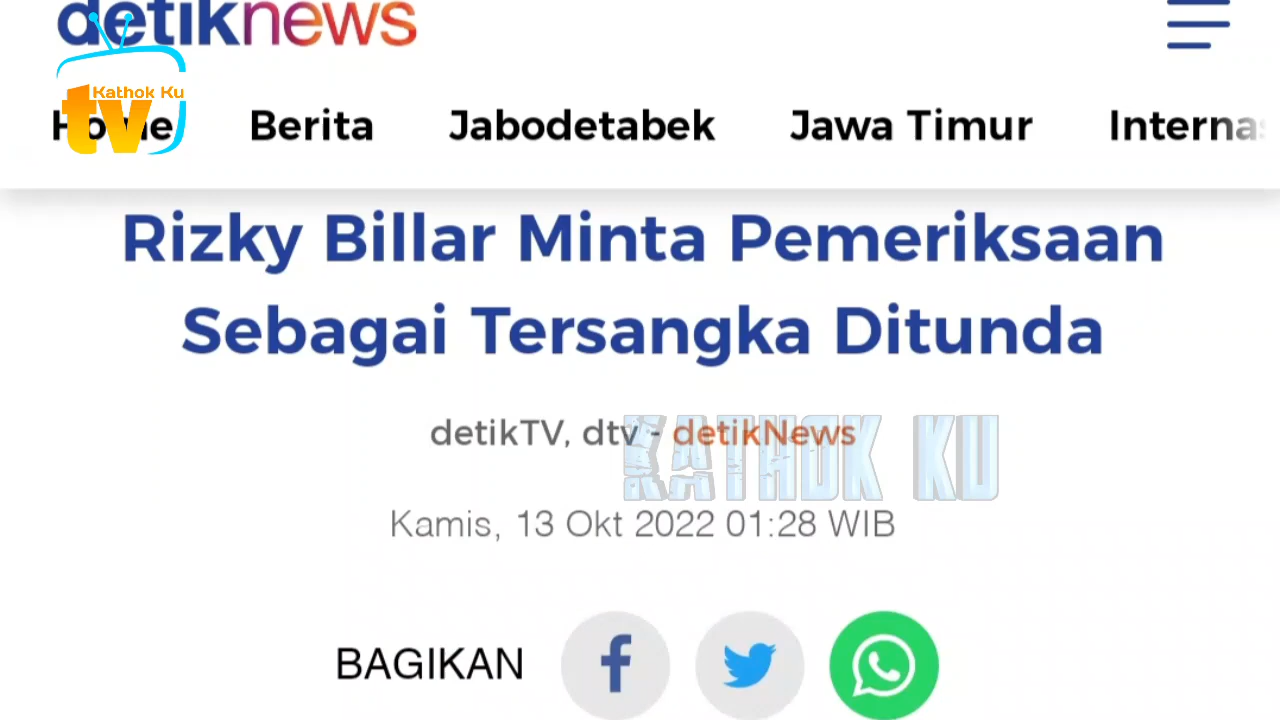 detiknews
Kathok Ku
tv
Home Berita Jabodetabek Jawa Timur Internas
Rizky Billar Minta Pemeriksaan
Sebagai Tersangka Ditunda
detikTV, dtv - detikNews
KATHOK KU
Kamis, 13 Okt 2022 01:28 WIB
BAGIKAN